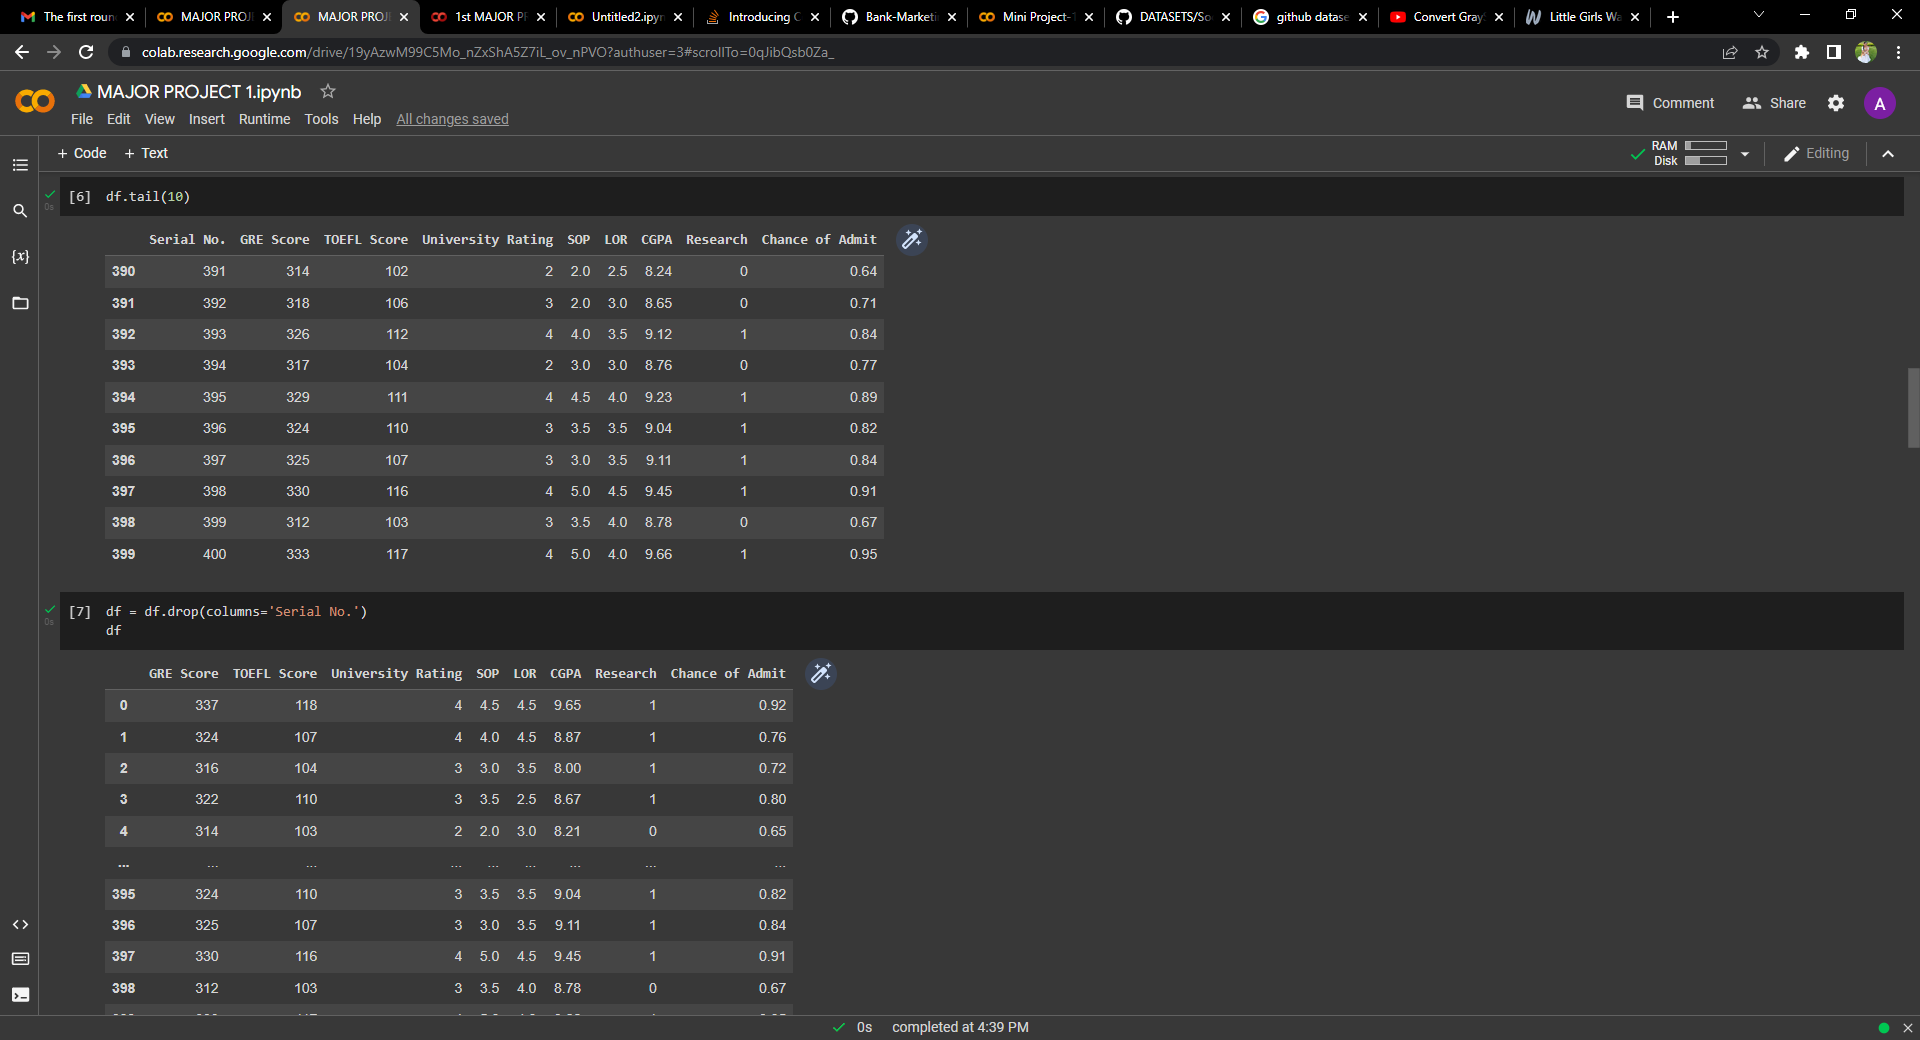 The first roun
MAJOR PROJ
MAJOR PROJ
1st MAJOR P
Untitled2.ipyn
Introducing C
Bank-Marketi
Mini Project-
DATASETS/So
github datase
Convert Gray
Little Girls Wa
colab.research.google.com/drive/19yAzwM99C5Mo_nZxShA5Z7iL_ov_nPVO?authuser=3#scrollTo=0qJibQsb0Za_
MAJOR PROJECT 1.ipynb
File Edit View Insert Runtime Tools Help All changes saved
Comment Share A
+ Code + Text
RAM
Disk
Editing
[6] df.tail(10)
0s
Serial No. GRE Score TOEFL Score University Rating SOP LOR CGPA Research Chance of Admit
390 391 314 102 2 2.0 2.5 8.24 0 0.64
391 392 318 106 3 2.0 3.0 8.65 0 0.71
392 393 326 112 4 4.0 3.5 9.12 1 0.84
393 394 317 104 2 3.0 3.0 8.76 0 0.77
394 395 329 111 4 4.5 4.0 9.23 1 0.89
395 396 324 110 3 3.5 3.5 9.04 1 0.82
396 397 325 107 3 3.0 3.5 9.11 1 0.84
397 398 330 116 4 5.0 4.5 9.45 1 0.91
398 399 312 103 3 3.5 4.0 8.78 0 0.67
399 400 333 117 4 5.0 4.0 9.66 1 0.95
[7] df = df.drop(columns='Serial No.')
0s
df
GRE Score TOEFL Score University Rating SOP LOR CGPA Research Chance of Admit
0 337 118 4 4.5 4.5 9.65 1 0.92
1 324 107 4 4.0 4.5 8.87 1 0.76
2 316 104 3 3.0 3.5 8.00 1 0.72
3 322 110 3 3.5 2.5 8.67 1 0.80
4 314 103 2 2.0 3.0 8.21 0 0.65
... ... ... ... ... ... ... ... ...
395 324 110 3 3.5 3.5 9.04 1 0.82
396 325 107 3 3.0 3.5 9.11 1 0.84
397 330 116 4 5.0 4.5 9.45 1 0.91
398 312 103 3 3.5 4.0 8.78 0 0.67
0s completed at 4:39 PM